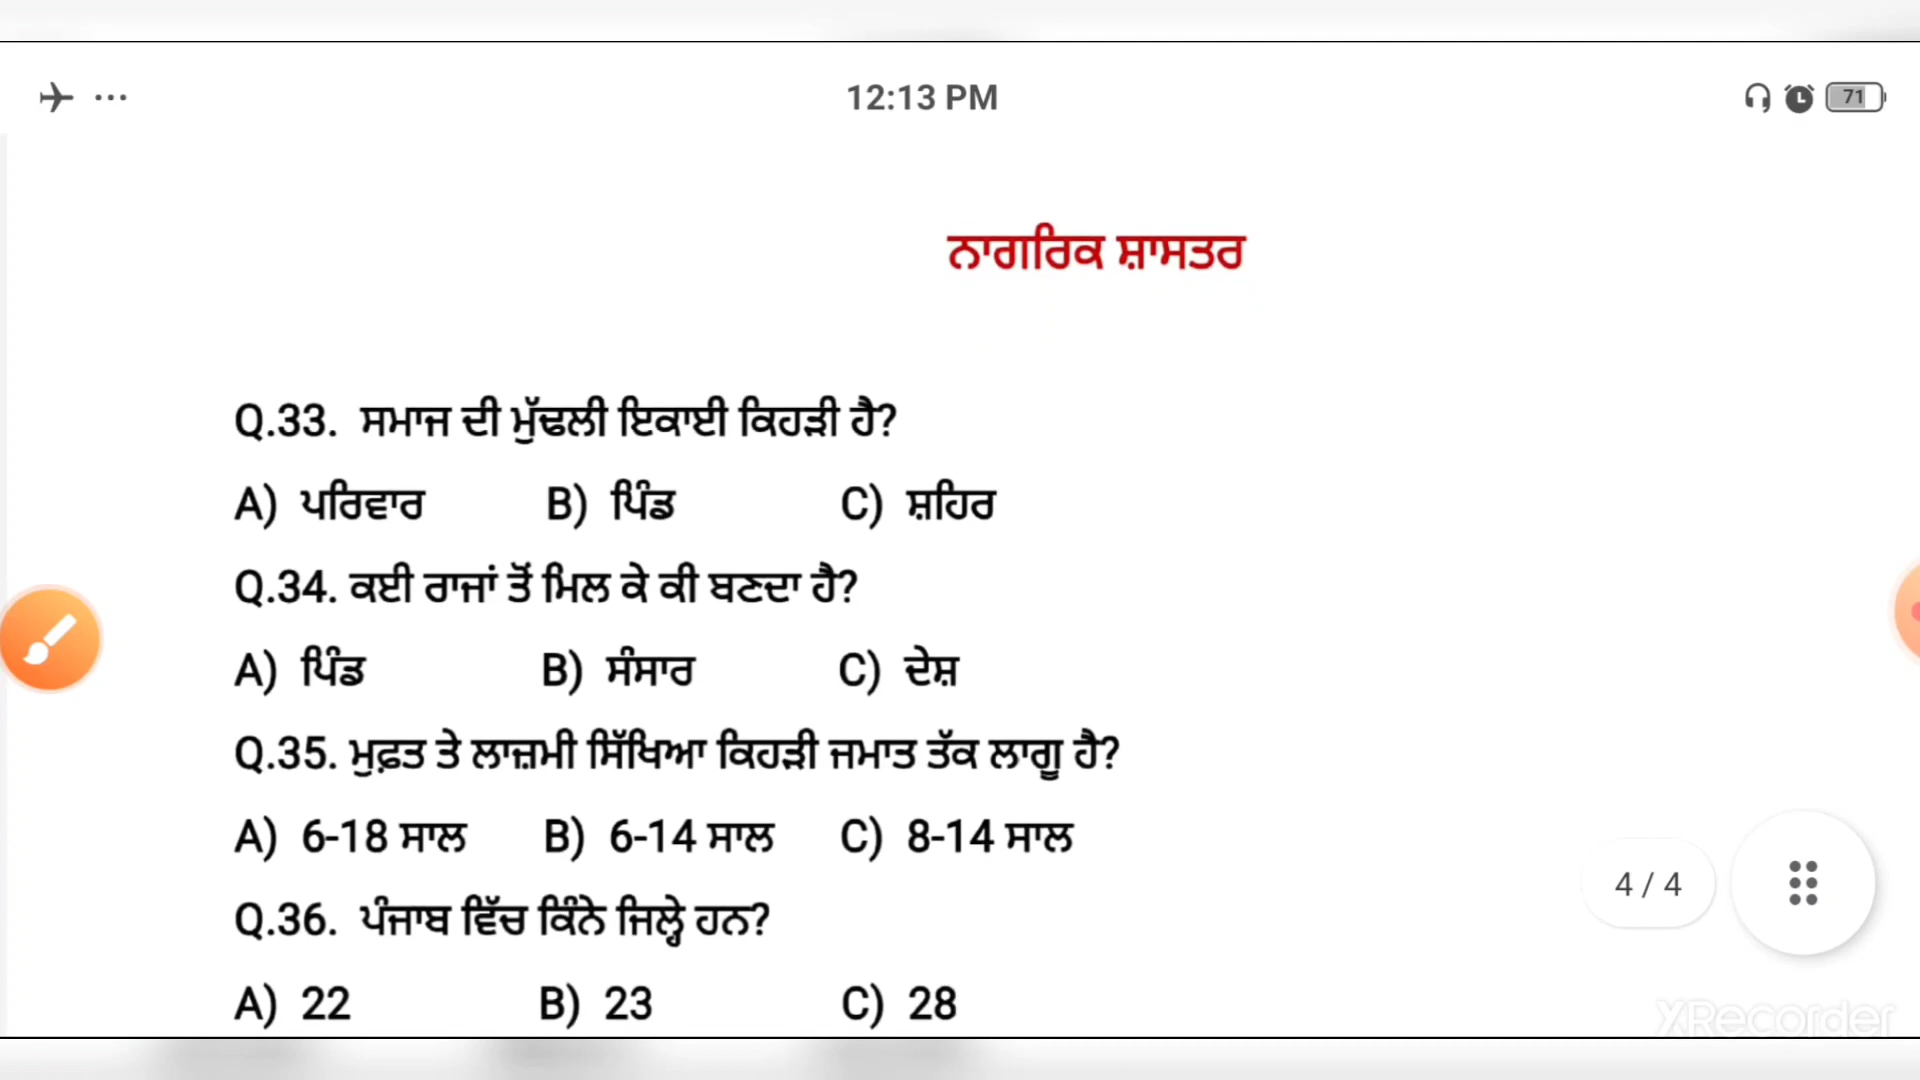 ... 12:13 PM 71
ਨਾਗਰਿਕ ਸ਼ਾਸਤਰ
Q.33. ਸਮਾਜ ਦੀ ਮੁੱਢਲੀ ਇਕਾਈ ਕਿਹੜੀ ਹੈ?
A) ਪਰਿਵਾਰ B) ਪਿੰਡ C) ਸ਼ਹਿਰ
Q.34. ਕਈ ਰਾਜਾਂ ਤੋਂ ਮਿਲ ਕੇ ਕੀ ਬਣਦਾ ਹੈ?
A) ਪਿੰਡ B) ਸੰਸਾਰ C) ਦੇਸ਼
Q.35. ਮੁਫ਼ਤ ਤੇ ਲਾਜ਼ਮੀ ਸਿੱਖਿਆ ਕਿਹੜੀ ਜਮਾਤ ਤੱਕ ਲਾਗੂ ਹੈ?
A) 6-18 ਸਾਲ B) 6-14 ਸਾਲ C) 8-14 ਸਾਲ
4 / 4
Q.36. ਪੰਜਾਬ ਵਿੱਚ ਕਿੰਨੇ ਜਿਲ੍ਹੇ ਹਨ?
A) 22 B) 23 C) 28
XRecorder